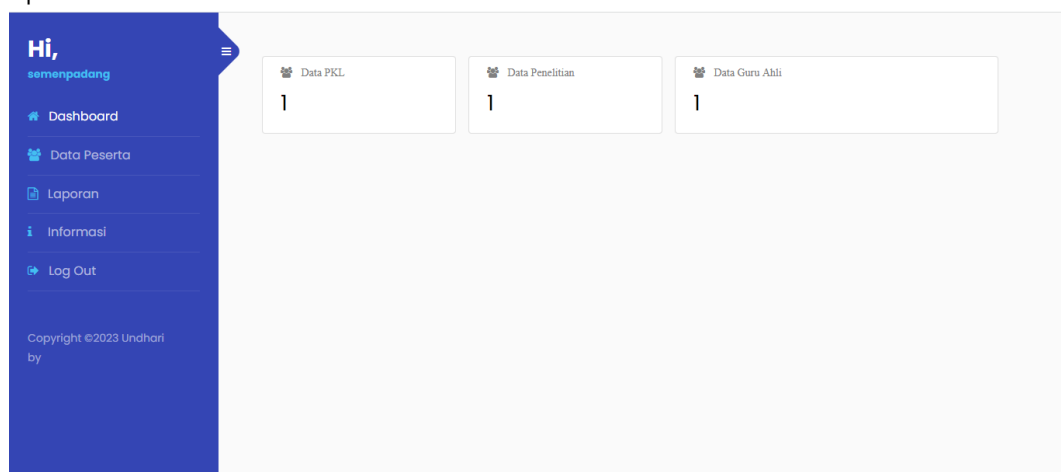 Hi,
semenpadang
Dashboard
Data Peserta
Laporan
Informasi
Log Out
Copyright ©2023 Undhari
by
Data PKL
1
Data Penelitian
1
Data Guru Ahli
1